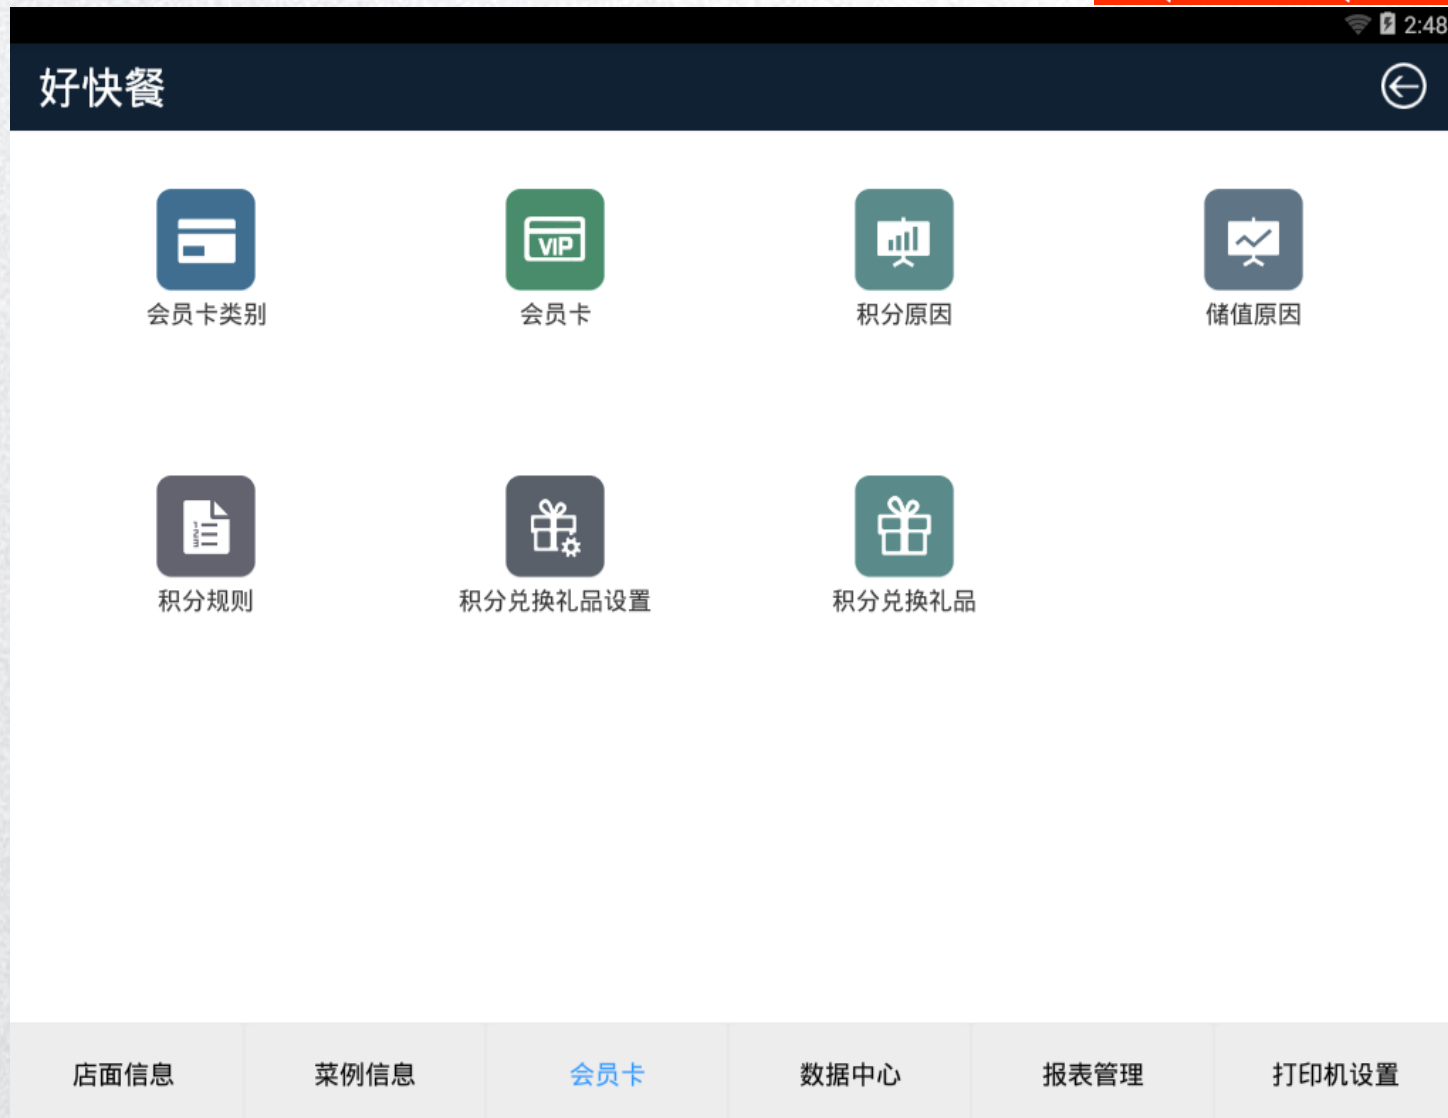 2:48
好快餐
VIP
会员卡类别
会员卡
积分原因
储值原因
1
2
3
积分规则
积分兑换礼品设置
积分兑换礼品
店面信息
菜例信息
会员卡
数据中心
报表管理
打印机设置